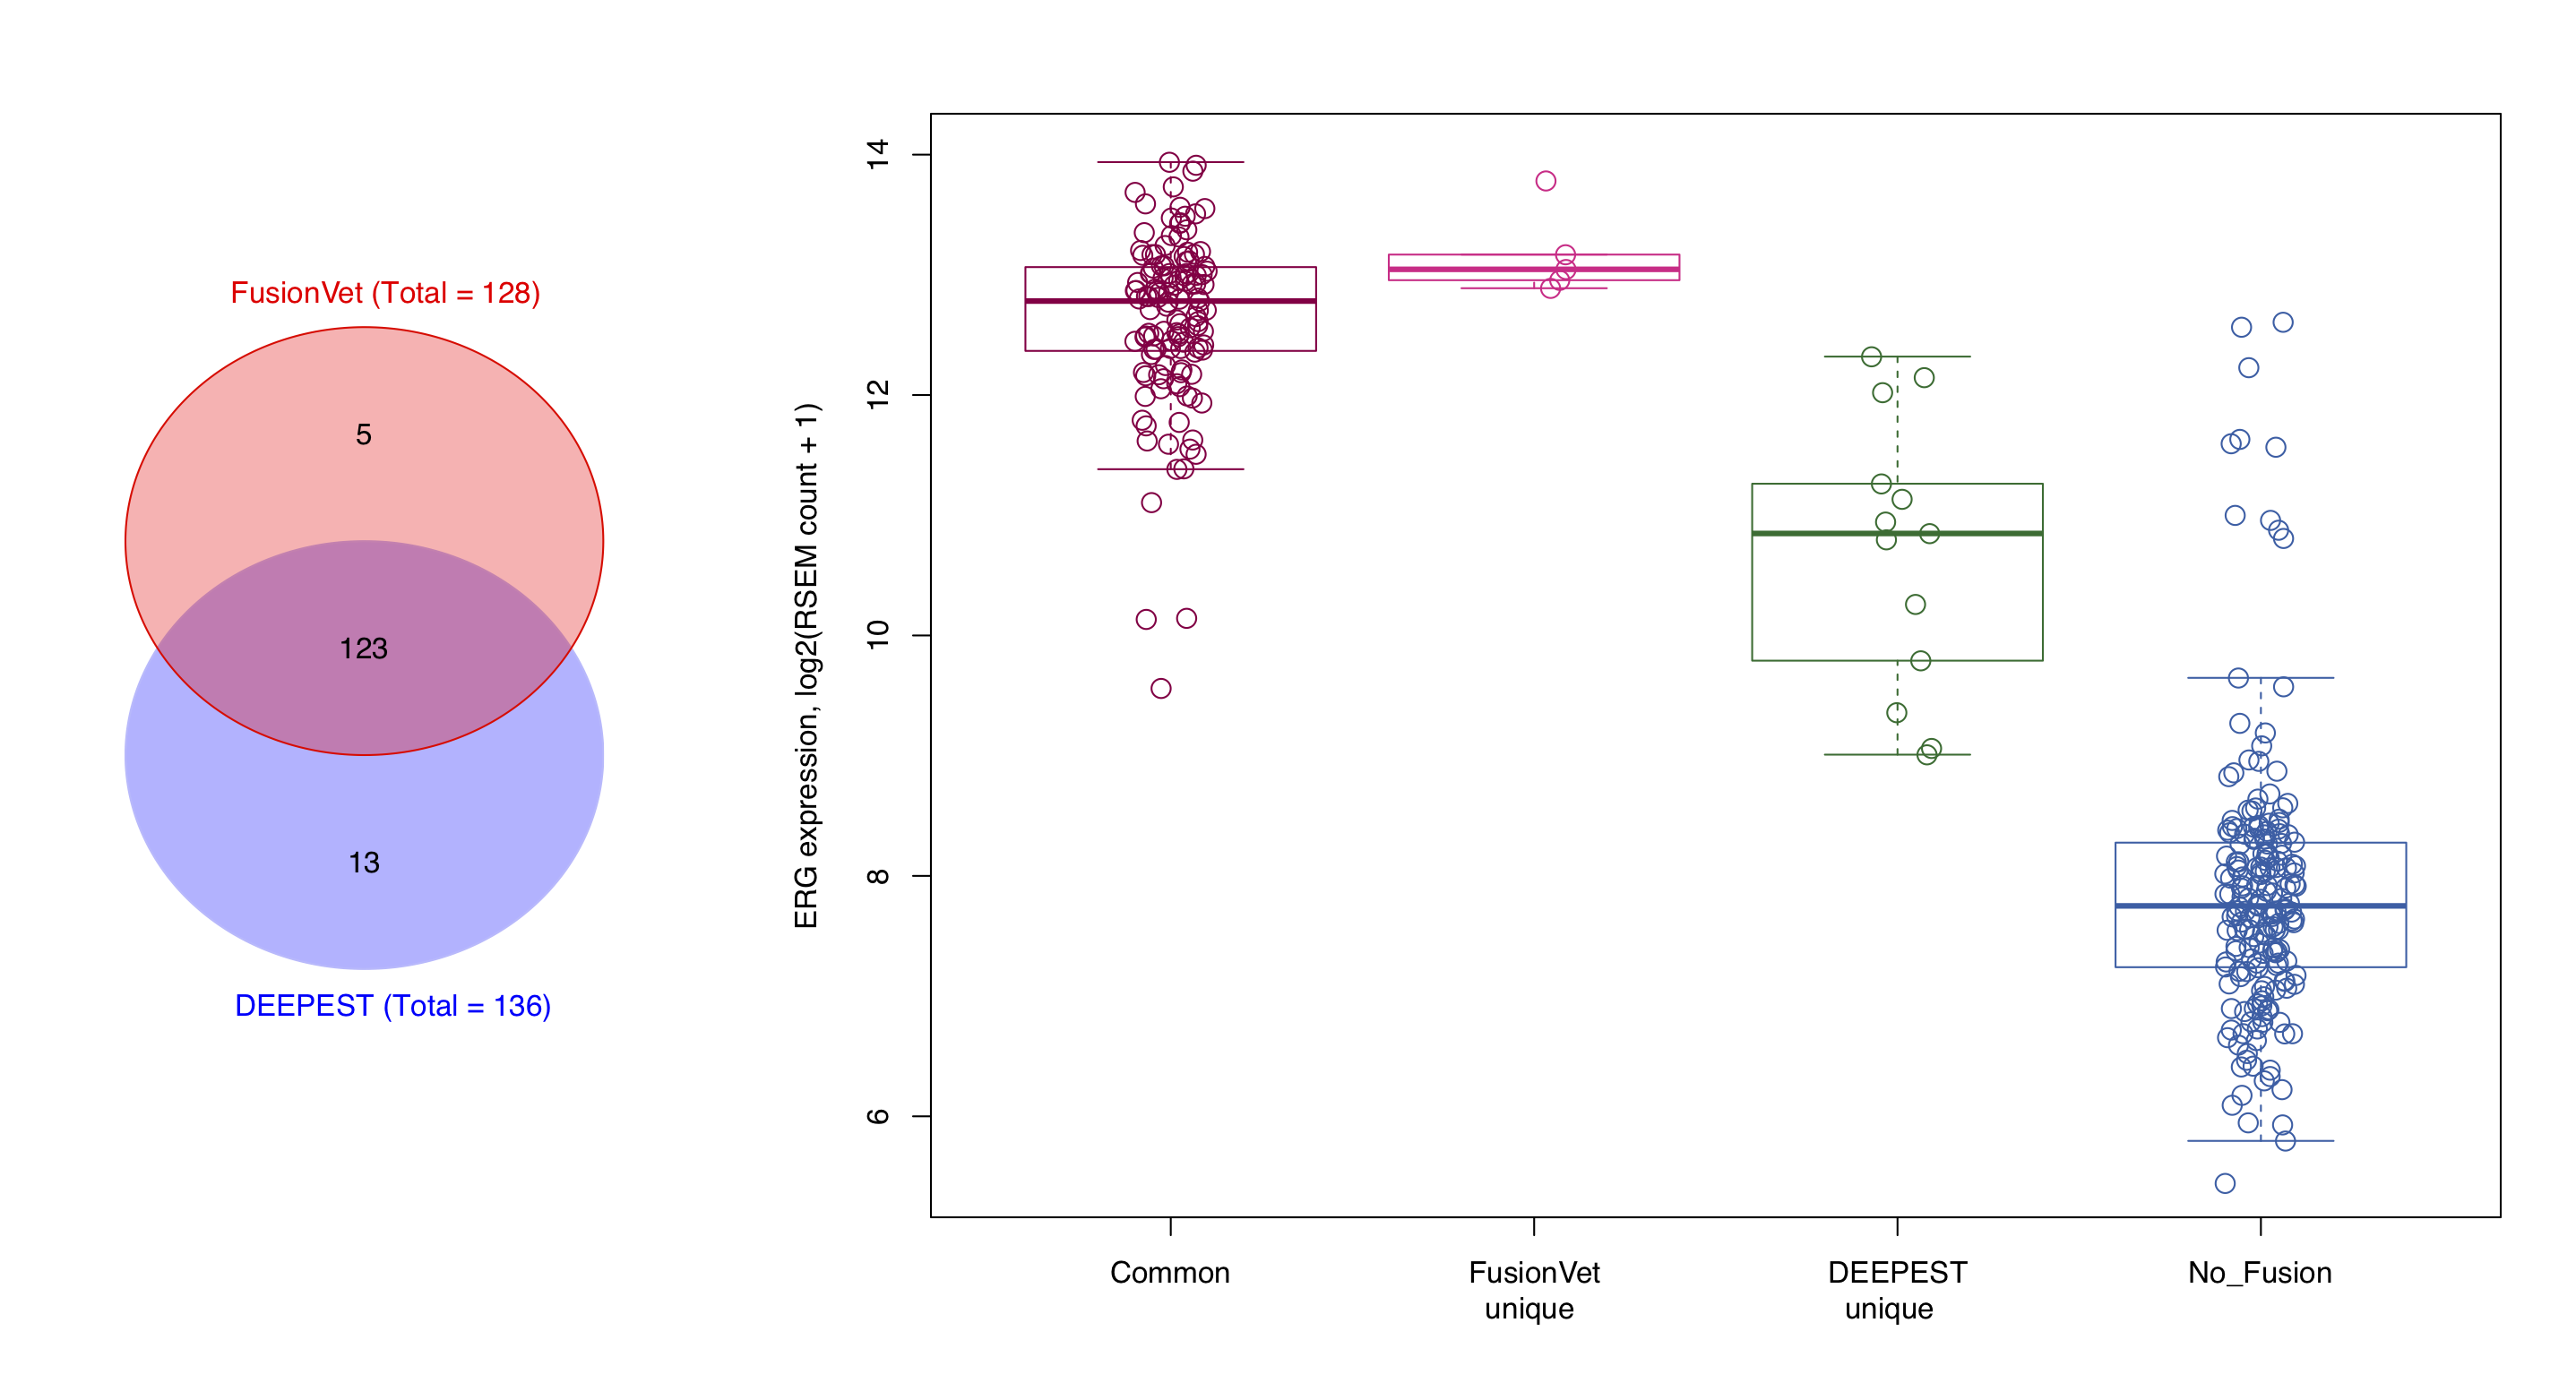 FusionVet (Total = 128)
5
123
13
DEEPEST (Total = 136)
ERG expression, log2(RSEM count + 1)
14
12
10
8
6
Common
FusionVet
unique
DEEPEST
unique
No_Fusion